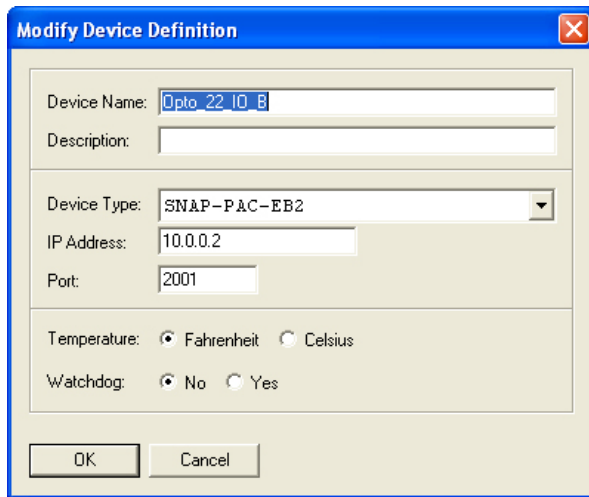 Modify Device Definition
Device Name: Opto_22_IO_B
Description:
Device Type: SNAP-PAC-EB2
IP Address: 10.0.0.2
Port: 2001
Temperature: Fahrenheit Celsius
Watchdog: No Yes
OK Cancel